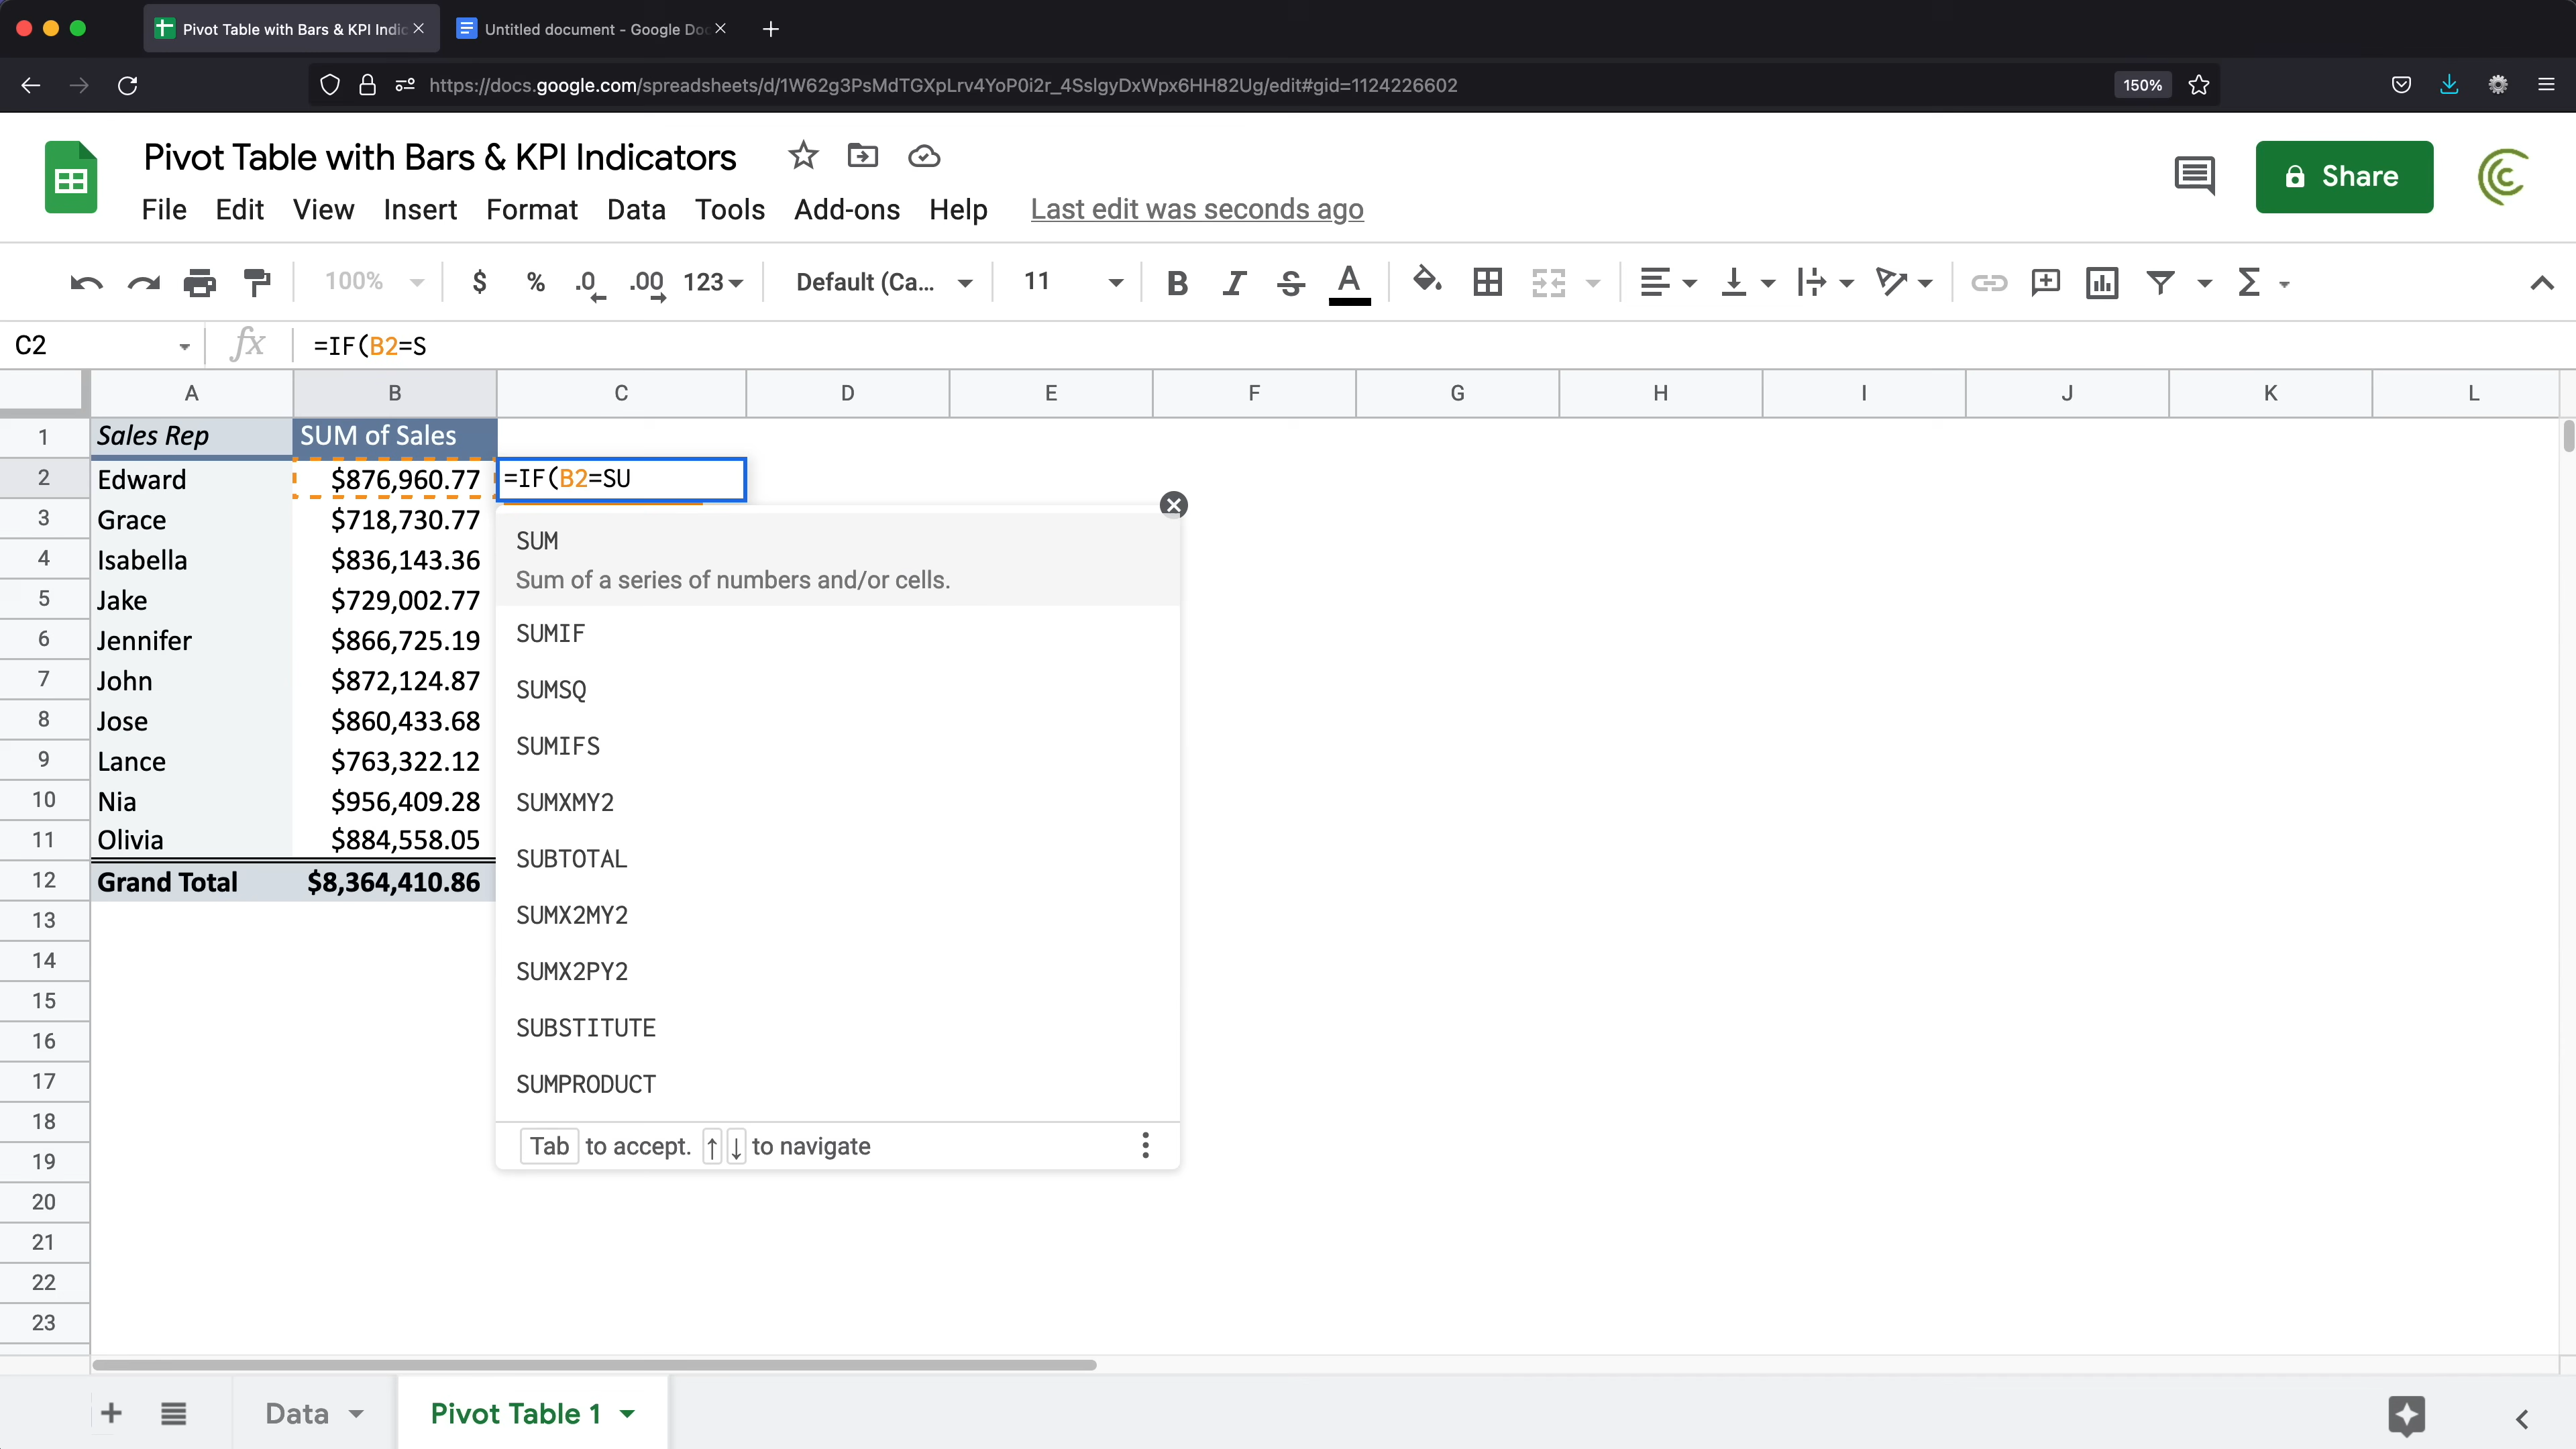 Pivot Table with Bars & KPI Indic
Untitled document - Google Doc
https://docs.google.com/spreadsheets/d/1W62g3PsMdTGXpLrv4YoP0i2r_4SslgyDxWpx6HH82Ug/edit#gid=1124226602
150%
Pivot Table with Bars & KPI Indicators
Share
File Edit View Insert Format Data Tools Add-ons Help Last edit was seconds ago
100% $ % .0 .00 123 Default (Ca... 11 B I S A
C2 fx =IF(B2=S
A B C D E F G H I J K L
1 Sales Rep SUM of Sales
2 Edward $876,960.77 =IF(B2=SU
3 Grace $718,730.77
4 Isabella $836,143.36
5 Jake $729,002.77
6 Jennifer $866,725.19
7 John $872,124.87
8 Jose $860,433.68
9 Lance $763,322.12
10 Nia $956,409.28
11 Olivia $884,558.05
12 Grand Total $8,364,410.86
13
14
15
16
17
18
19
20
21
22
23
SUM
Sum of a series of numbers and/or cells.
SUMIF
SUMSQ
SUMIFS
SUMXMY2
SUBTOTAL
SUMX2MY2
SUMX2PY2
SUBSTITUTE
SUMPRODUCT
Tab to accept. ↑ ↓ to navigate
Data Pivot Table 1